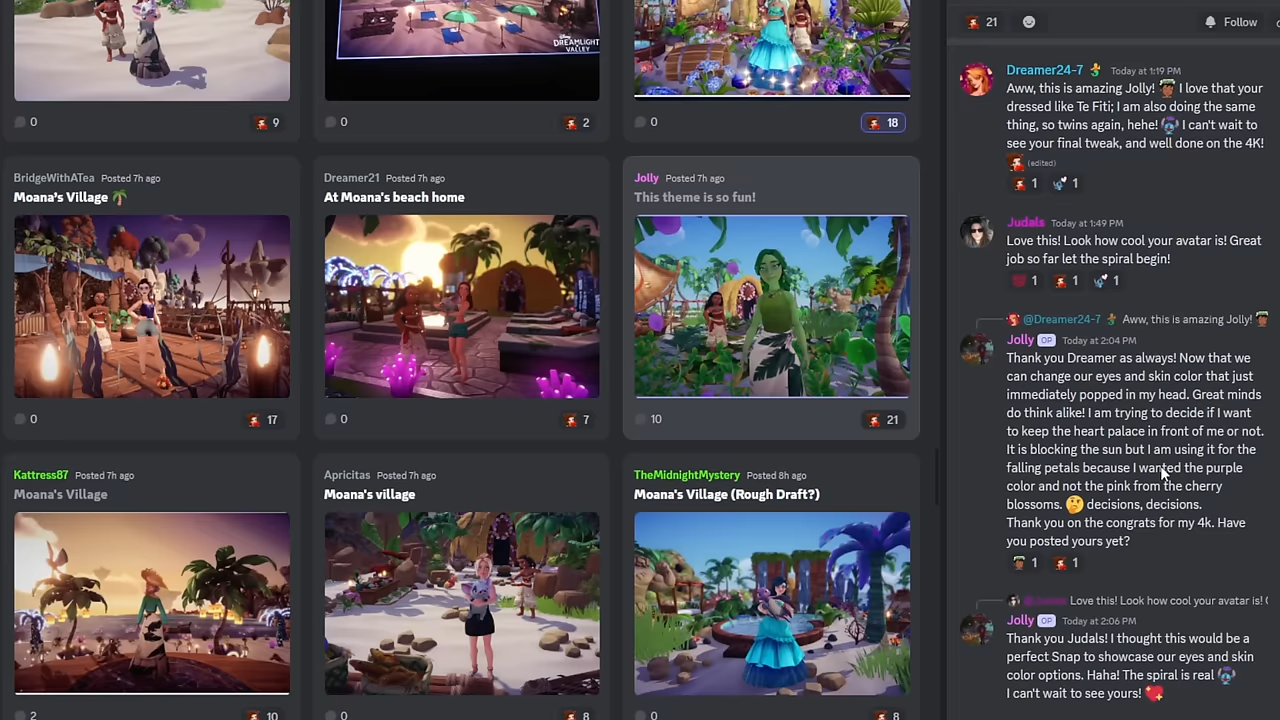 0
9
0
2
DREAMLIGHT
VALLEY
0
18
BridgeWithATea Posted 7h ago
Moana's Village
0
17
Dreamer21 Posted 7h ago
At Moana's beach home
0
7
Jolly Posted 7h ago
This theme is so fun!
10
21
Kattress87 Posted 7h ago
Moana's Village
2
10
Apricitas Posted 7h ago
Moana's village
0
8
TheMidnightMystery Posted 8h ago
Moana's Village (Rough Draft?)
0
8
21
Follow
Dreamer24-7 Today at 1:19 PM
Aww, this is amazing Jolly! I love that your
dressed like Te Fiti; I am also doing the same
thing, so twins again, hehe! I can't wait to
see your final tweak, and well done on the 4K!
(edited)
1 1
Judals Today at 1:49 PM
Love this! Look how cool your avatar is! Great
job so far let the spiral begin!
1 1 1
@Dreamer24-7 Aww, this is amazing Jolly!
Jolly OP Today at 2:04 PM
Thank you Dreamer as always! Now that we
can change our eyes and skin color that just
immediately popped in my head. Great minds
do think alike! I am trying to decide if I want
to keep the heart palace in front of me or not.
It is blocking the sun but I am using it for the
falling petals because I wanted the purple
color and not the pink from the cherry
blossoms. 🤔 decisions, decisions.
Thank you on the congrats for my 4k. Have
you posted yours yet?
1 1
Love this! Look how cool your avatar is!
Jolly OP Today at 2:06 PM
Thank you Judals! I thought this would be a
perfect Snap to showcase our eyes and skin
color options. Haha! The spiral is real
I can't wait to see yours! 💖